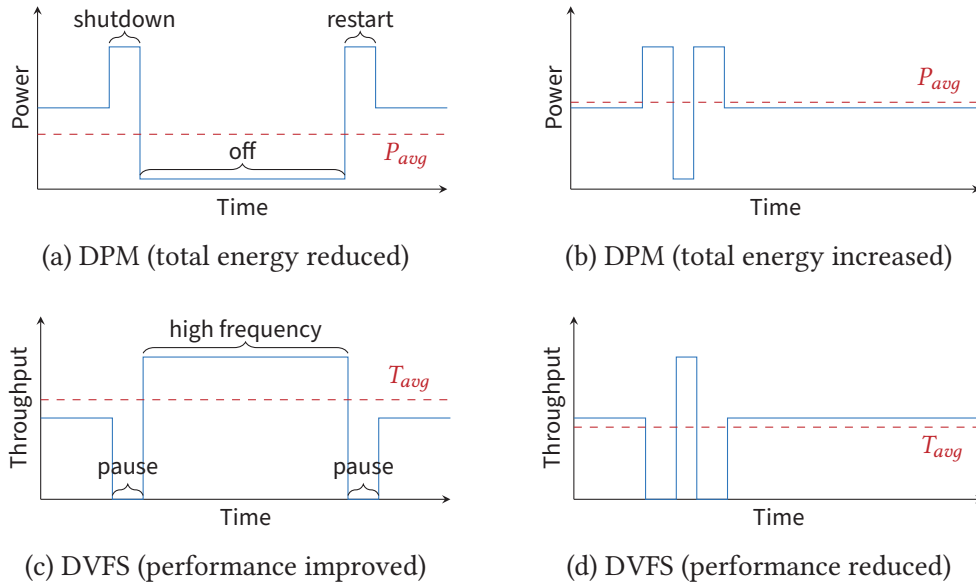 shutdown
restart
Power
off
P_avg
Time
(a) DPM (total energy reduced)
Power
P_avg
Time
(b) DPM (total energy increased)
high frequency
Throughput
T_avg
pause
pause
Time
(c) DVFS (performance improved)
Throughput
T_avg
Time
(d) DVFS (performance reduced)